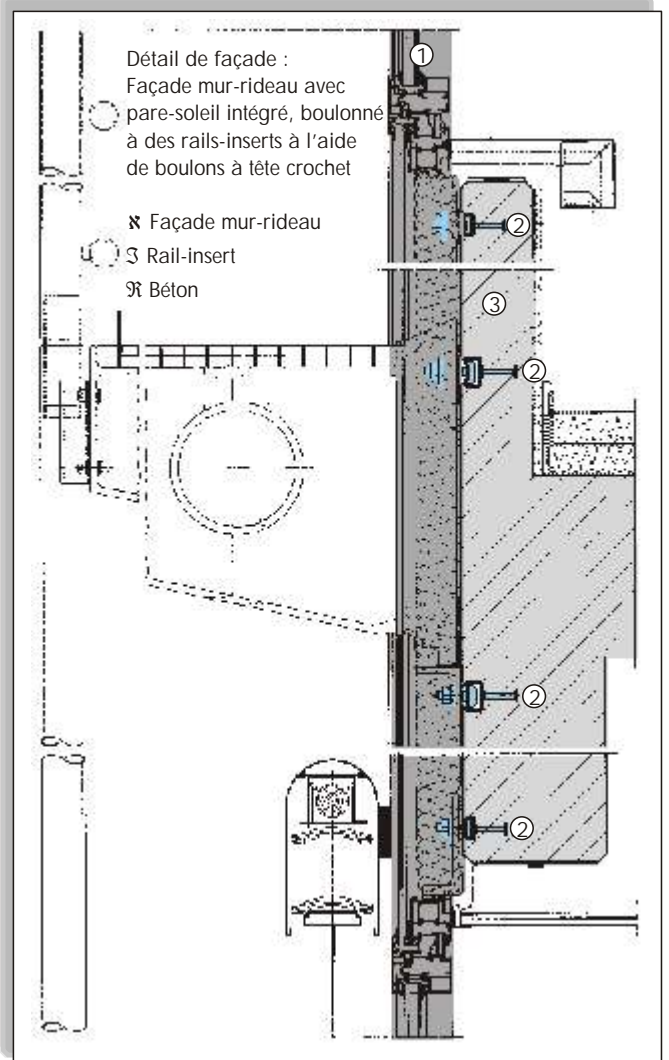 Détail de façade :
Façade mur-rideau avec
pare-soleil intégré, boulonné
à des rails-inserts à l'aide
de boulons à tête crochet
ℵ Façade mur-rideau
ℑ Rail-insert
ℜ Béton
①
②
③
②
②
②